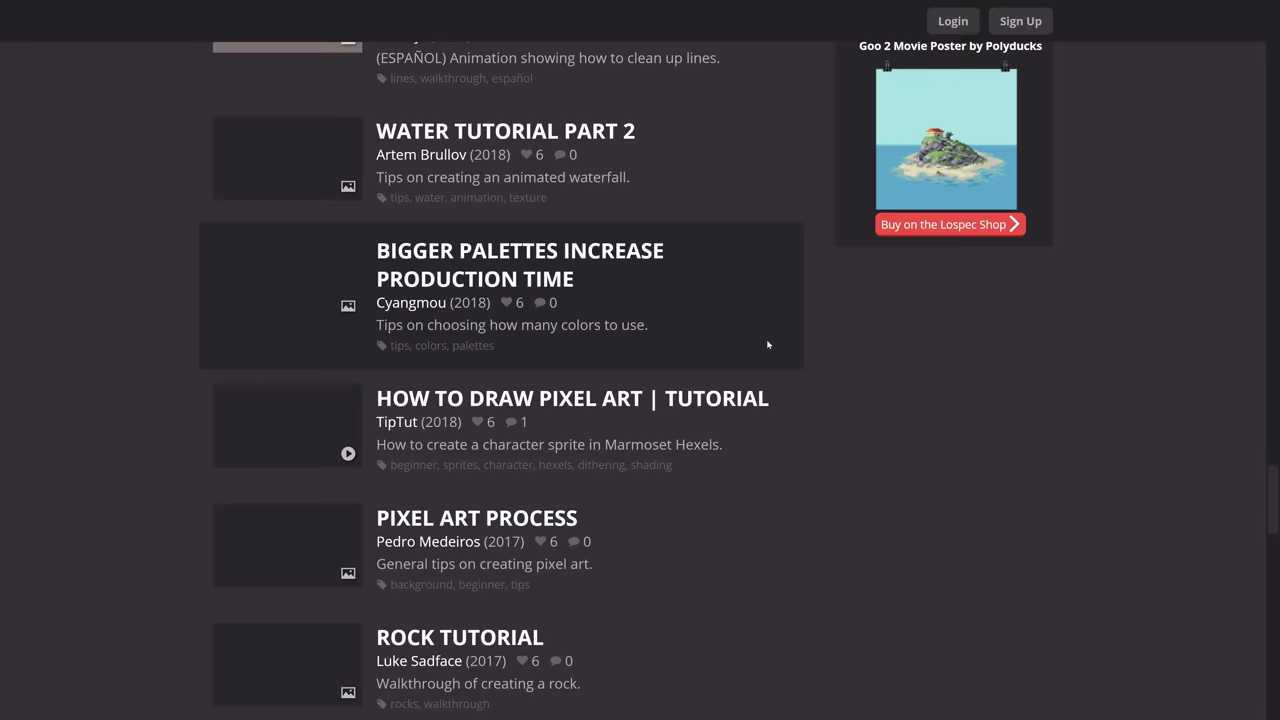 Login
Sign Up
Goo 2 Movie Poster by Polyducks
Buy on the Lospec Shop
(ESPAÑOL) Animation showing how to clean up lines.
lines, walkthrough, español
WATER TUTORIAL PART 2
Artem Brullov (2018) 6 0
Tips on creating an animated waterfall.
tips, water, animation, texture
BIGGER PALETTES INCREASE
PRODUCTION TIME
Cyangmou (2018) 6 0
Tips on choosing how many colors to use.
tips, colors, palettes
HOW TO DRAW PIXEL ART | TUTORIAL
TipTut (2018) 6 1
How to create a character sprite in Marmoset Hexels.
beginner, sprites, character, hexels, dithering, shading
PIXEL ART PROCESS
Pedro Medeiros (2017) 6 0
General tips on creating pixel art.
background, beginner, tips
ROCK TUTORIAL
Luke Sadface (2017) 6 0
Walkthrough of creating a rock.
rocks, walkthrough